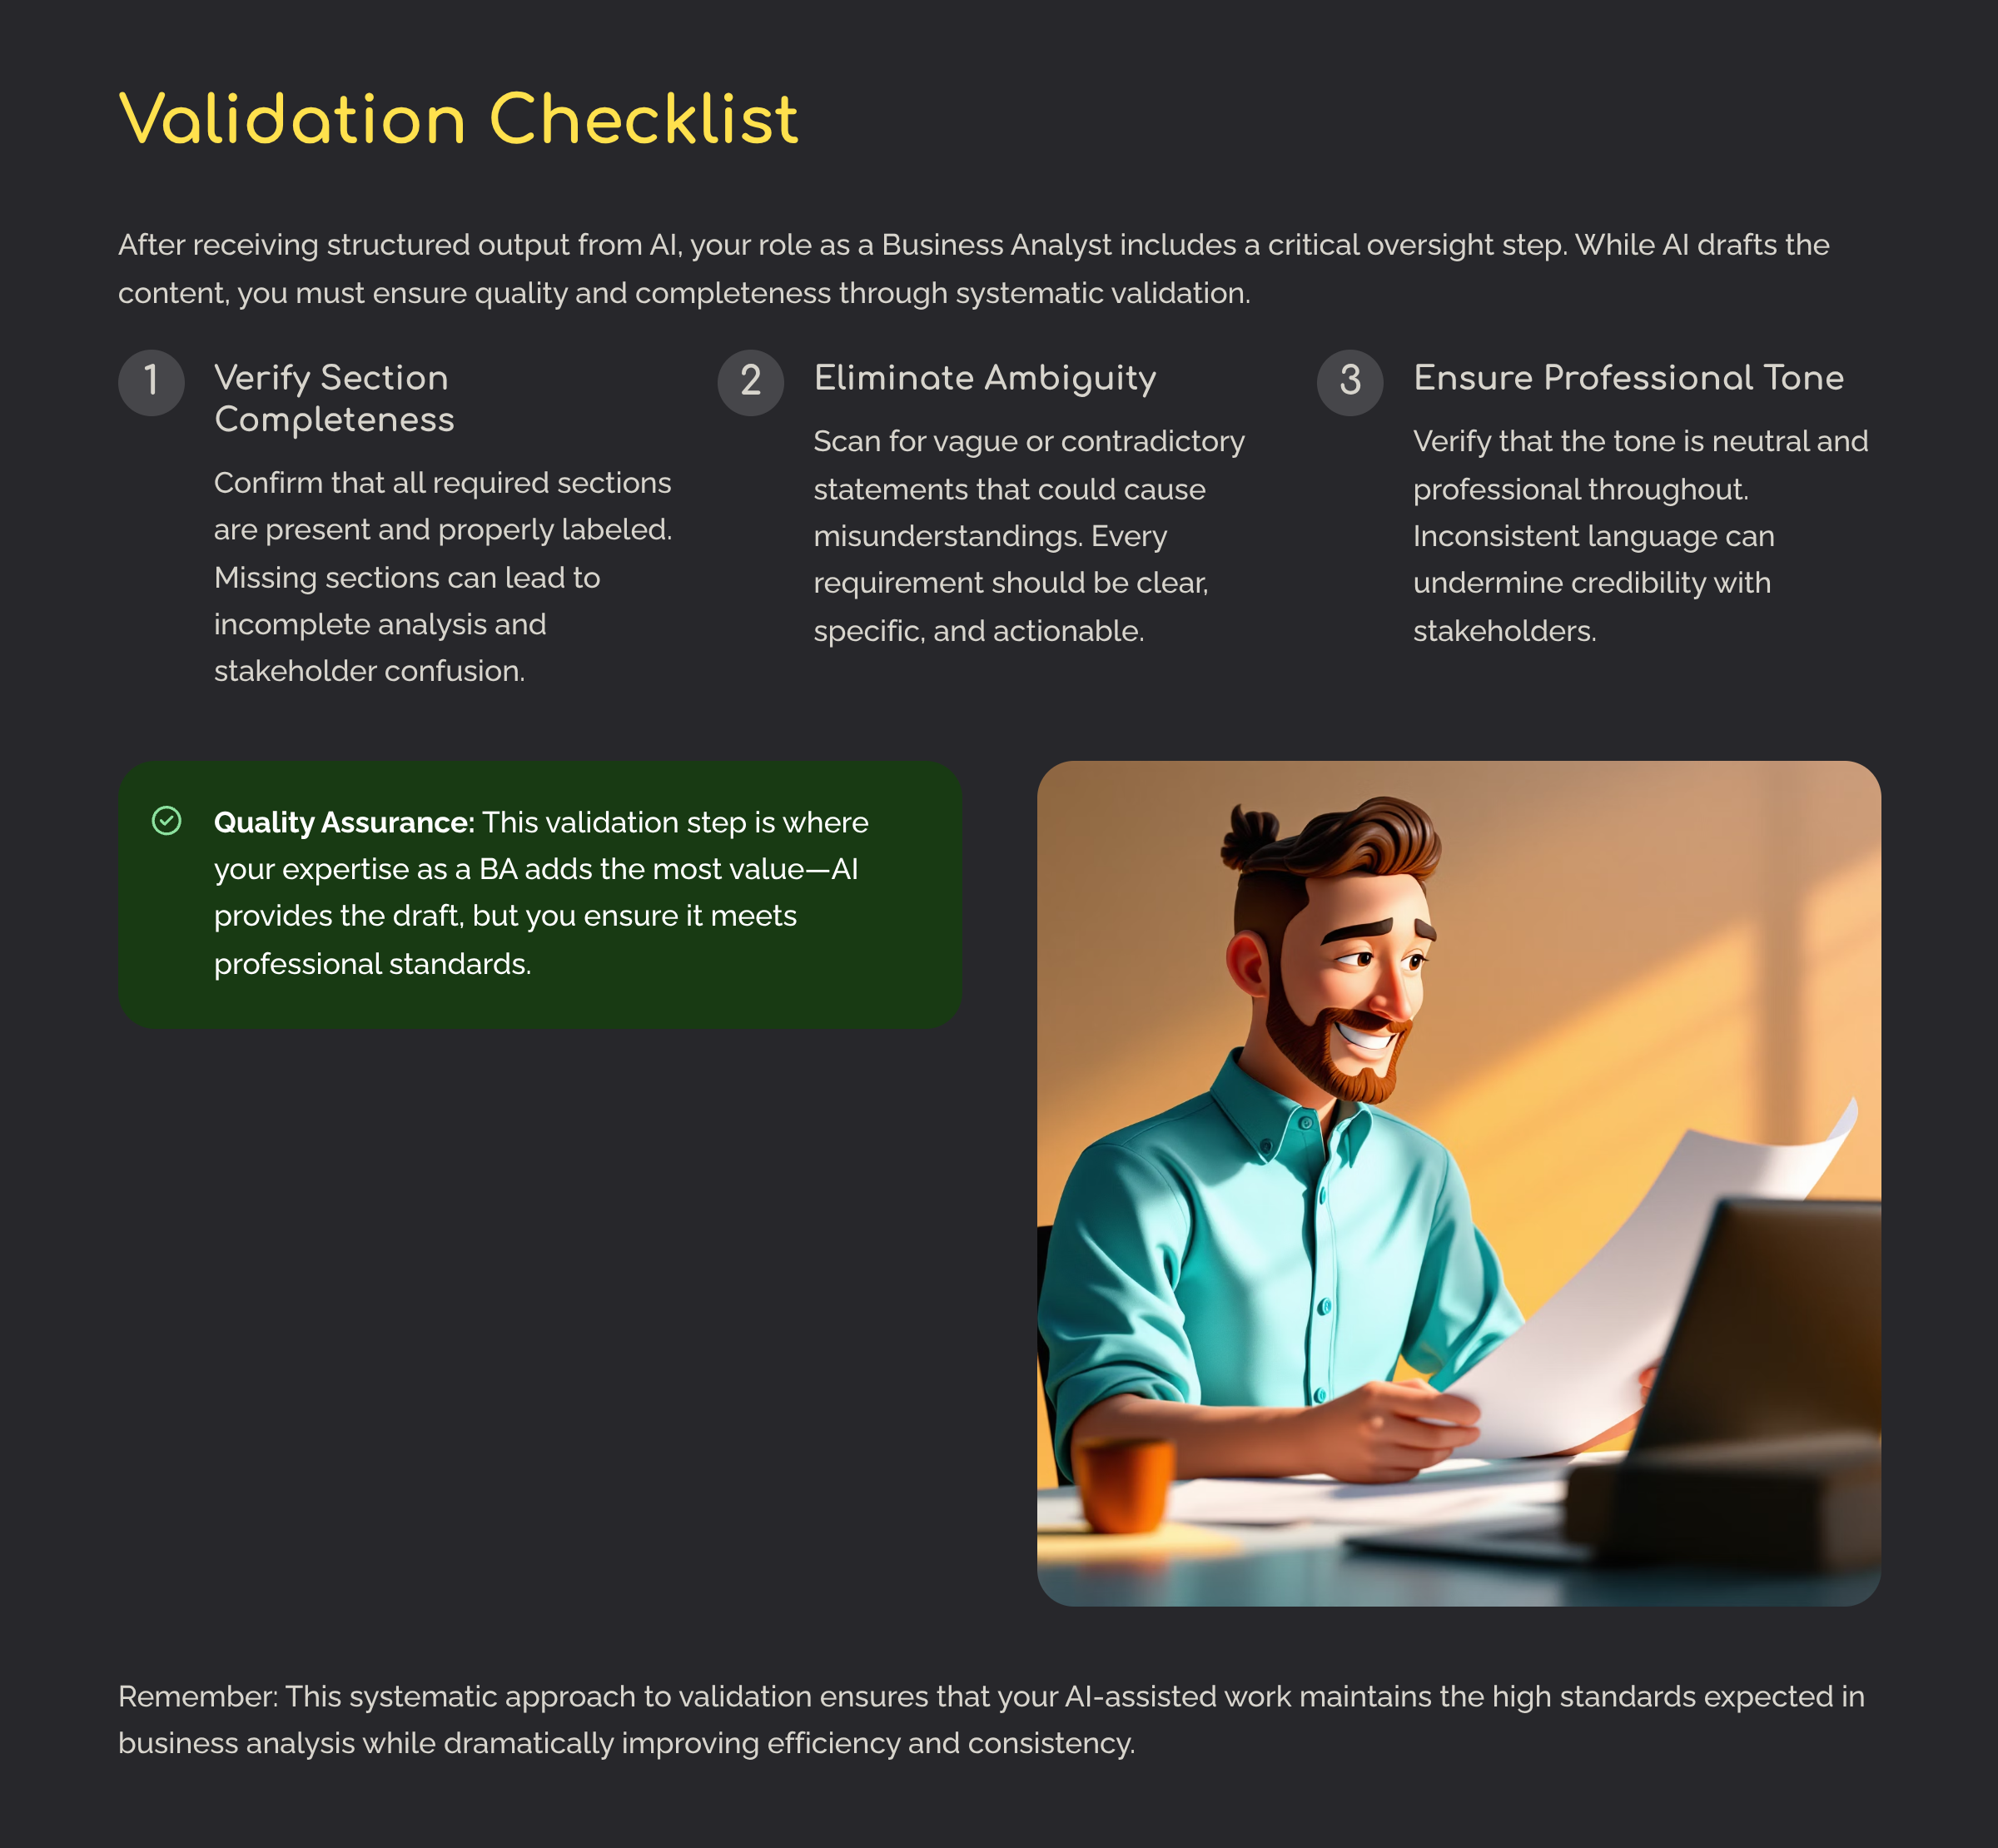 Validation Checklist
After receiving structured output from AI, your role as a Business Analyst includes a critical oversight step. While AI drafts the
content, you must ensure quality and completeness through systematic validation.
1
Verify Section
Completeness
Confirm that all required sections
are present and properly labeled.
Missing sections can lead to
incomplete analysis and
stakeholder confusion.
2
Eliminate Ambiguity
Scan for vague or contradictory
statements that could cause
misunderstandings. Every
requirement should be clear,
specific, and actionable.
3
Ensure Professional Tone
Verify that the tone is neutral and
professional throughout.
Inconsistent language can
undermine credibility with
stakeholders.
Quality Assurance: This validation step is where
your expertise as a BA adds the most value—AI
provides the draft, but you ensure it meets
professional standards.
Remember: This systematic approach to validation ensures that your AI-assisted work maintains the high standards expected in
business analysis while dramatically improving efficiency and consistency.